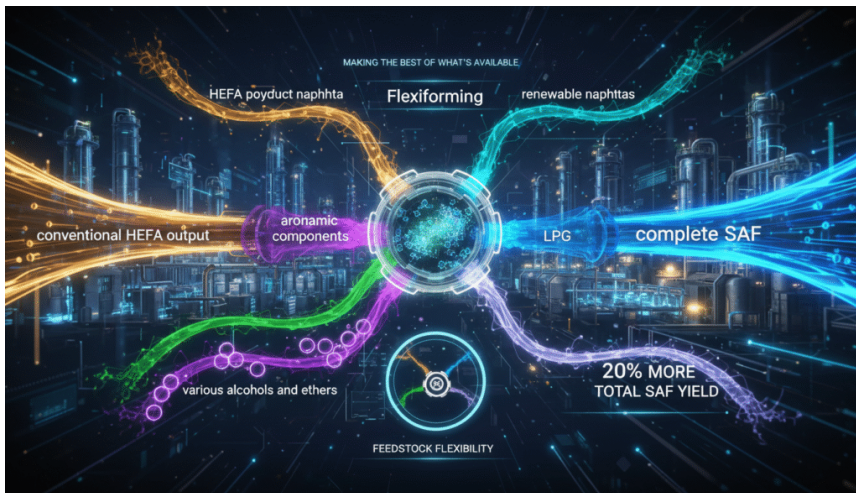 MAKING THE BEST OF WHAT'S AVAILABLE
Flexiforming
HEFA poyduct naphhta
renewable naphttas
conventional HEFA output
aronamic
components
LPG
complete SAF
various alcohols and ethers
20% MORE
TOTAL SAF YIELD
FEEDSTOCK FLEXIBILITY